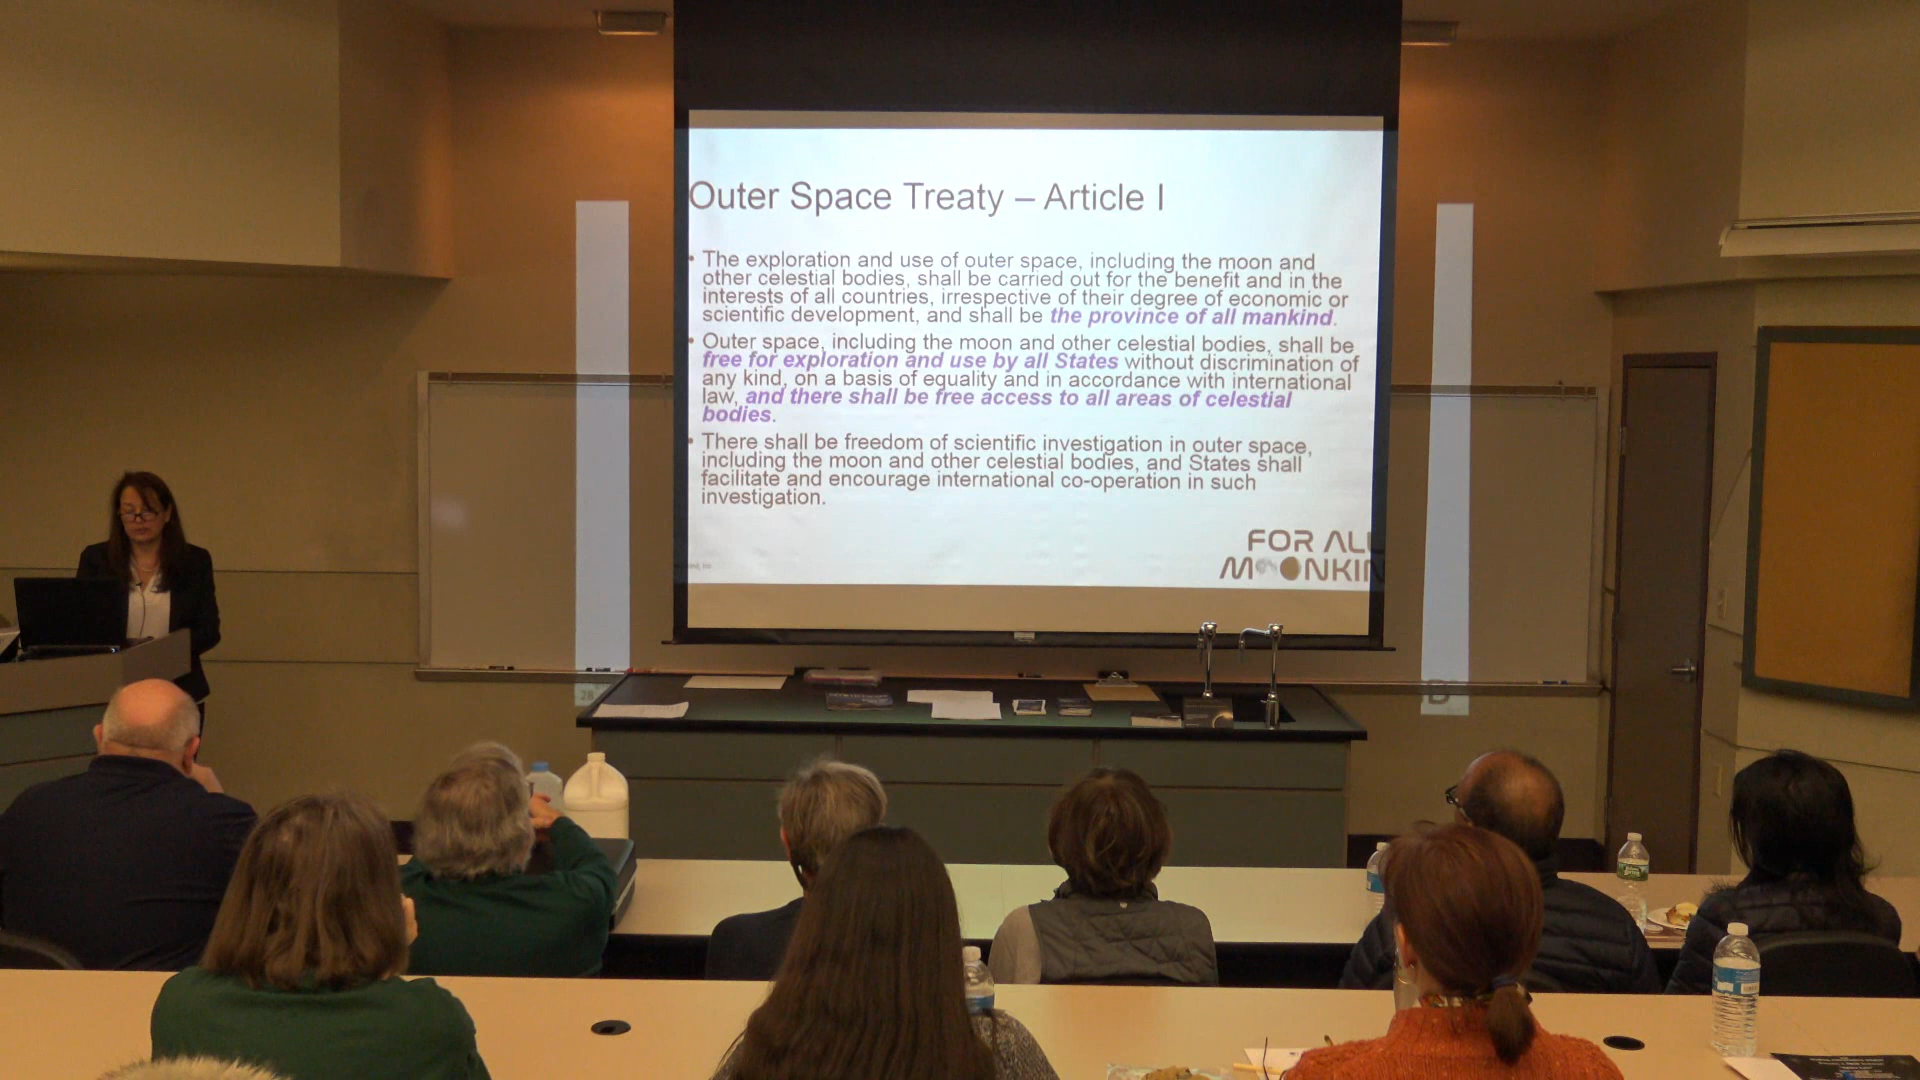 Outer Space Treaty – Article I
• The exploration and use of outer space, including the moon and
other celestial bodies, shall be carried out for the benefit and in the
interests of all countries, irrespective of their degree of economic or
scientific development, and shall be the province of all mankind.
• Outer space, including the moon and other celestial bodies, shall be
free for exploration and use by all States without discrimination of
any kind, on a basis of equality and in accordance with international
law, and there shall be free access to all areas of celestial
bodies.
• There shall be freedom of scientific investigation in outer space,
including the moon and other celestial bodies, and States shall
facilitate and encourage international co-operation in such
investigation.
FOR ALL
MOONKIN
28